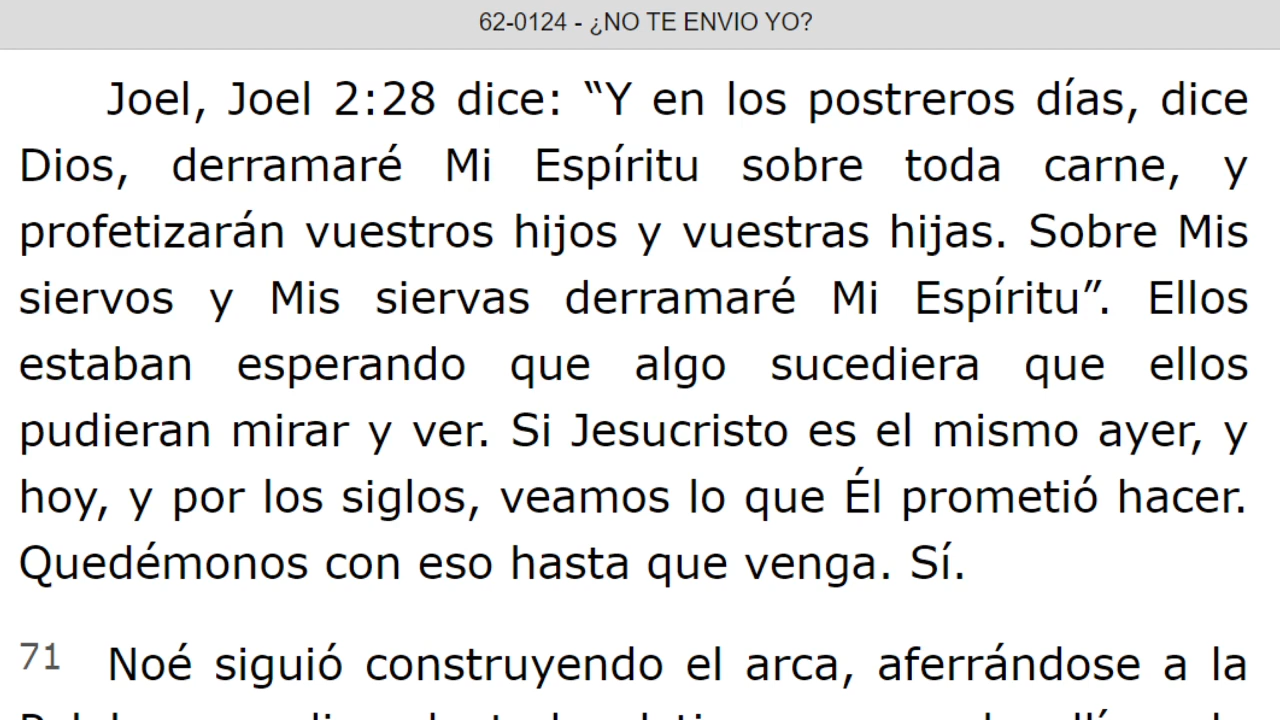 62-0124 - ¿NO TE ENVIO YO?
Joel, Joel 2:28 dice: “Y en los postreros días, dice
Dios, derramaré Mi Espíritu sobre toda carne, y
profetizarán vuestros hijos y vuestras hijas. Sobre Mis
siervos y Mis siervas derramaré Mi Espíritu”. Ellos
estaban esperando que algo sucediera que ellos
pudieran mirar y ver. Si Jesucristo es el mismo ayer, y
hoy, y por los siglos, veamos lo que Él prometió hacer.
Quedémonos con eso hasta que venga. Sí.
71 Noé siguió construyendo el arca, aferrándose a la